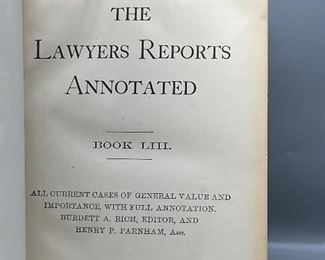 THE
LAWYERS REPORTS
ANNOTATED
BOOK LIII.
ALL CURRENT CASES OF GENERAL VALUE AND
IMPORTANCE, WITH FULL ANNOTATION.
BURDETT A. RICH, EDITOR, AND
HENRY P. FARNHAM, ASST.